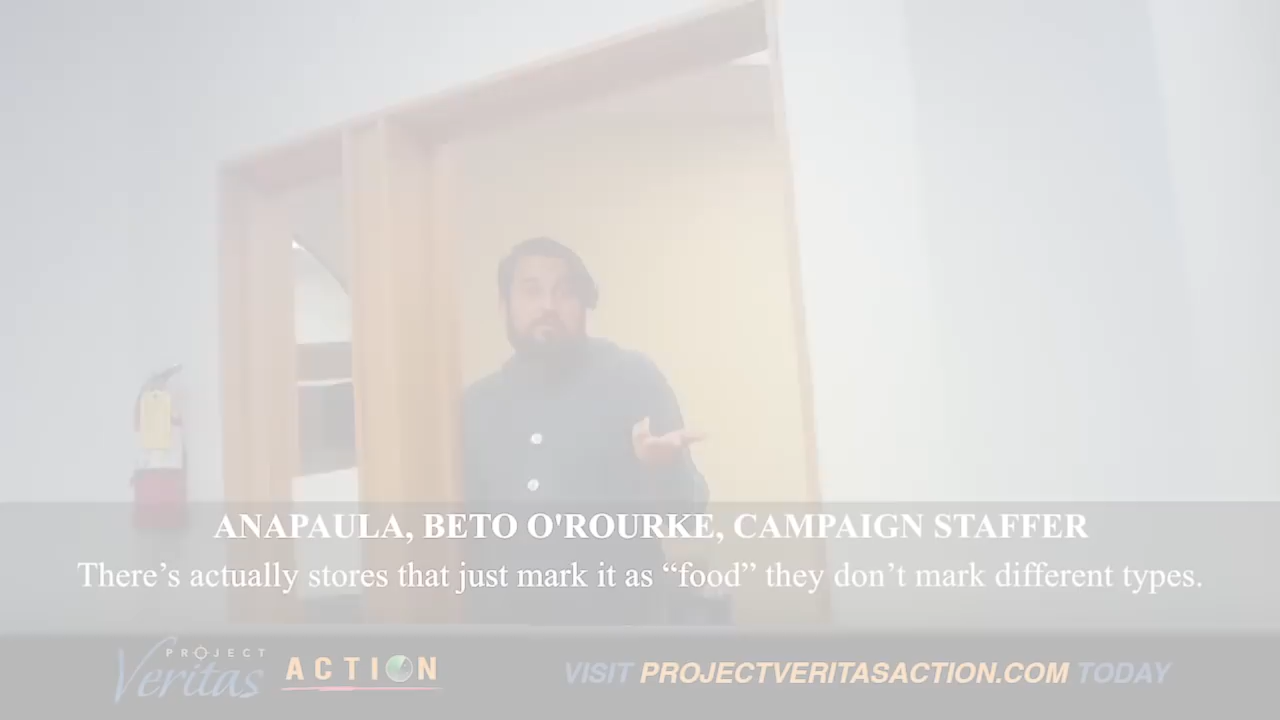 ANAPAULA, BETO O'ROURKE, CAMPAIGN STAFFER
There’s actually stores that just mark it as “food” they don’t mark different types.
PROJECT
Veritas ACTION
VISIT PROJECTVERITASACTION.COM TODAY